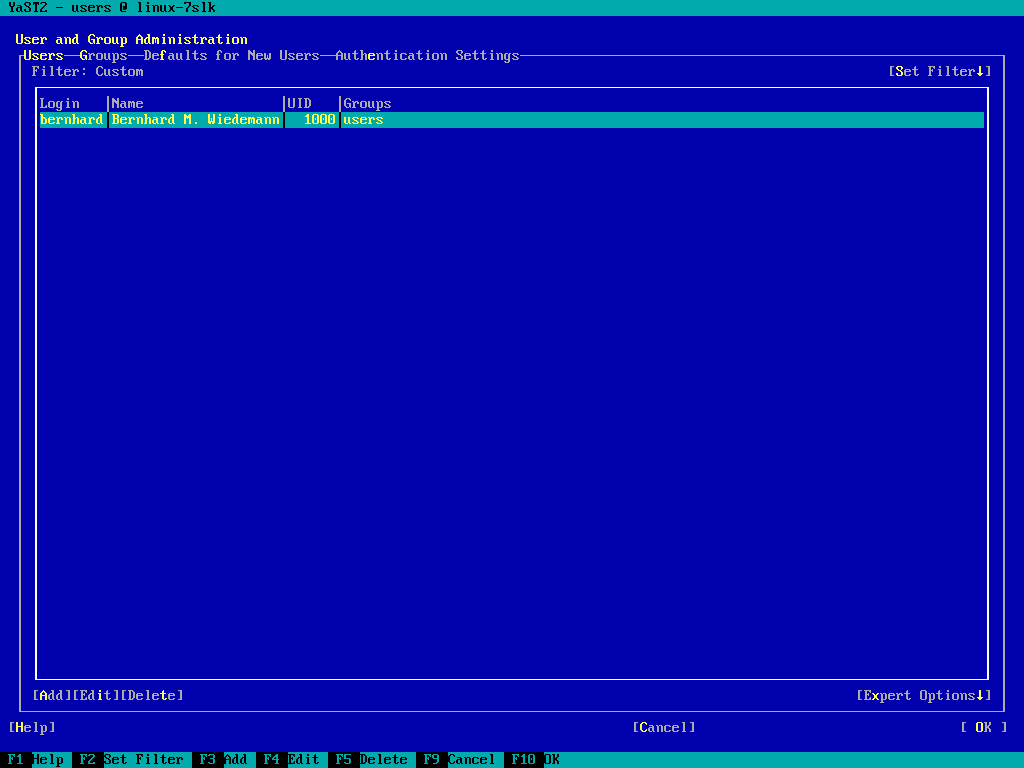 YaST2 - users @ linux-7slk
User and Group Administration
Users Groups Defaults for New Users Authentication Settings
Filter: Custom [Set Filter↓]
Login |Name |UID |Groups
bernhard|Bernhard M. Wiedemann| 1000|users
[Add][Edit][Delete] [Expert Options↓]
[Help] [Cancel] [ OK ]
F1 Help F2 Set Filter F3 Add F4 Edit F5 Delete F9 Cancel F10 OK